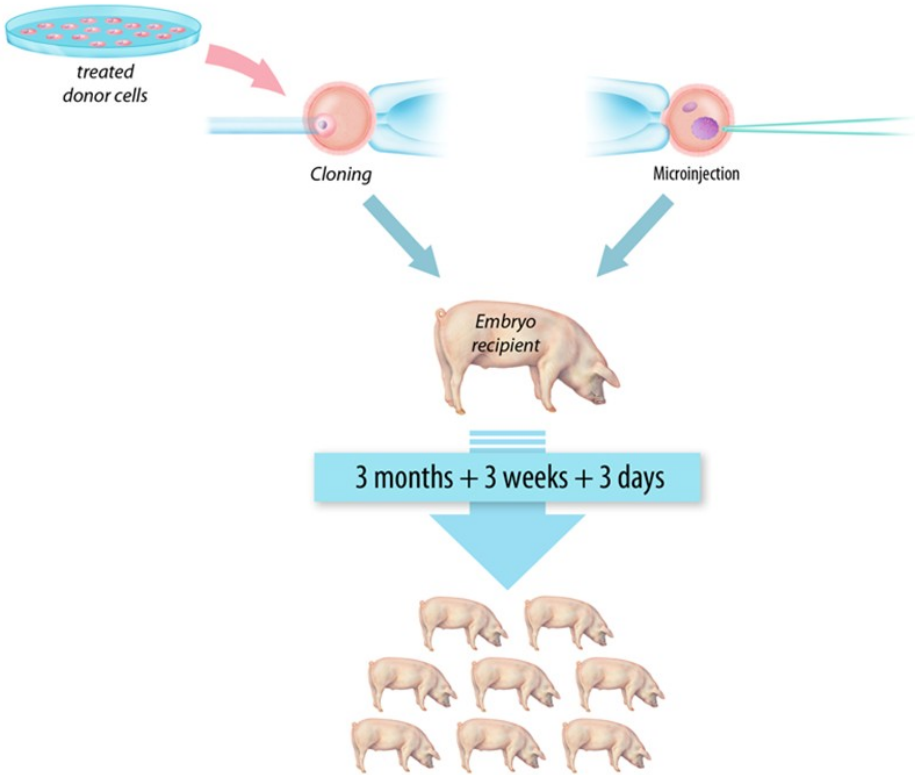 treated
donor cells
Cloning
Microinjection
Embryo
recipient
3 months + 3 weeks + 3 days